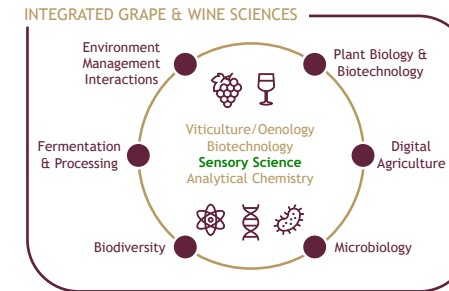 INTEGRATED GRAPE & WINE SCIENCES
Environment
Management
Interactions
Plant Biology &
Biotechnology
Fermentation
& Processing
Viticulture/Oenology
Biotechnology
Sensory Science
Analytical Chemistry
Digital
Agriculture
Biodiversity
Microbiology